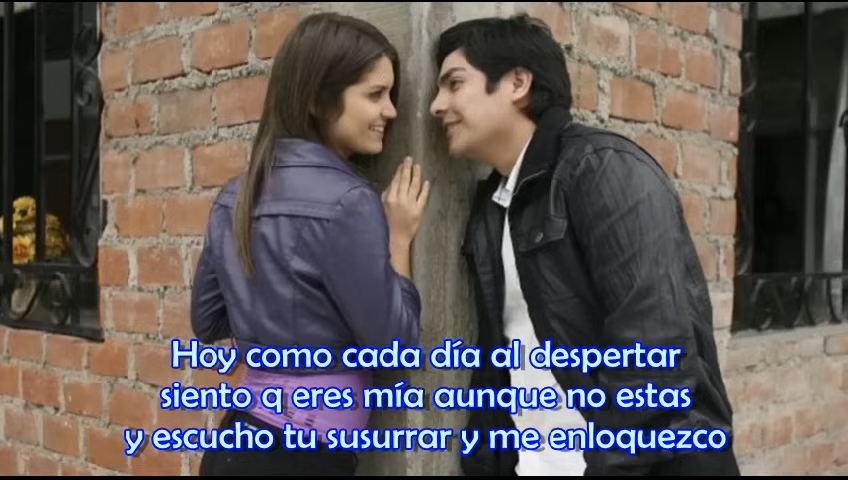 Hoy como cada día al despertar
siento q eres mía aunque no estas
y escucho tu susurrar y me enloquezco